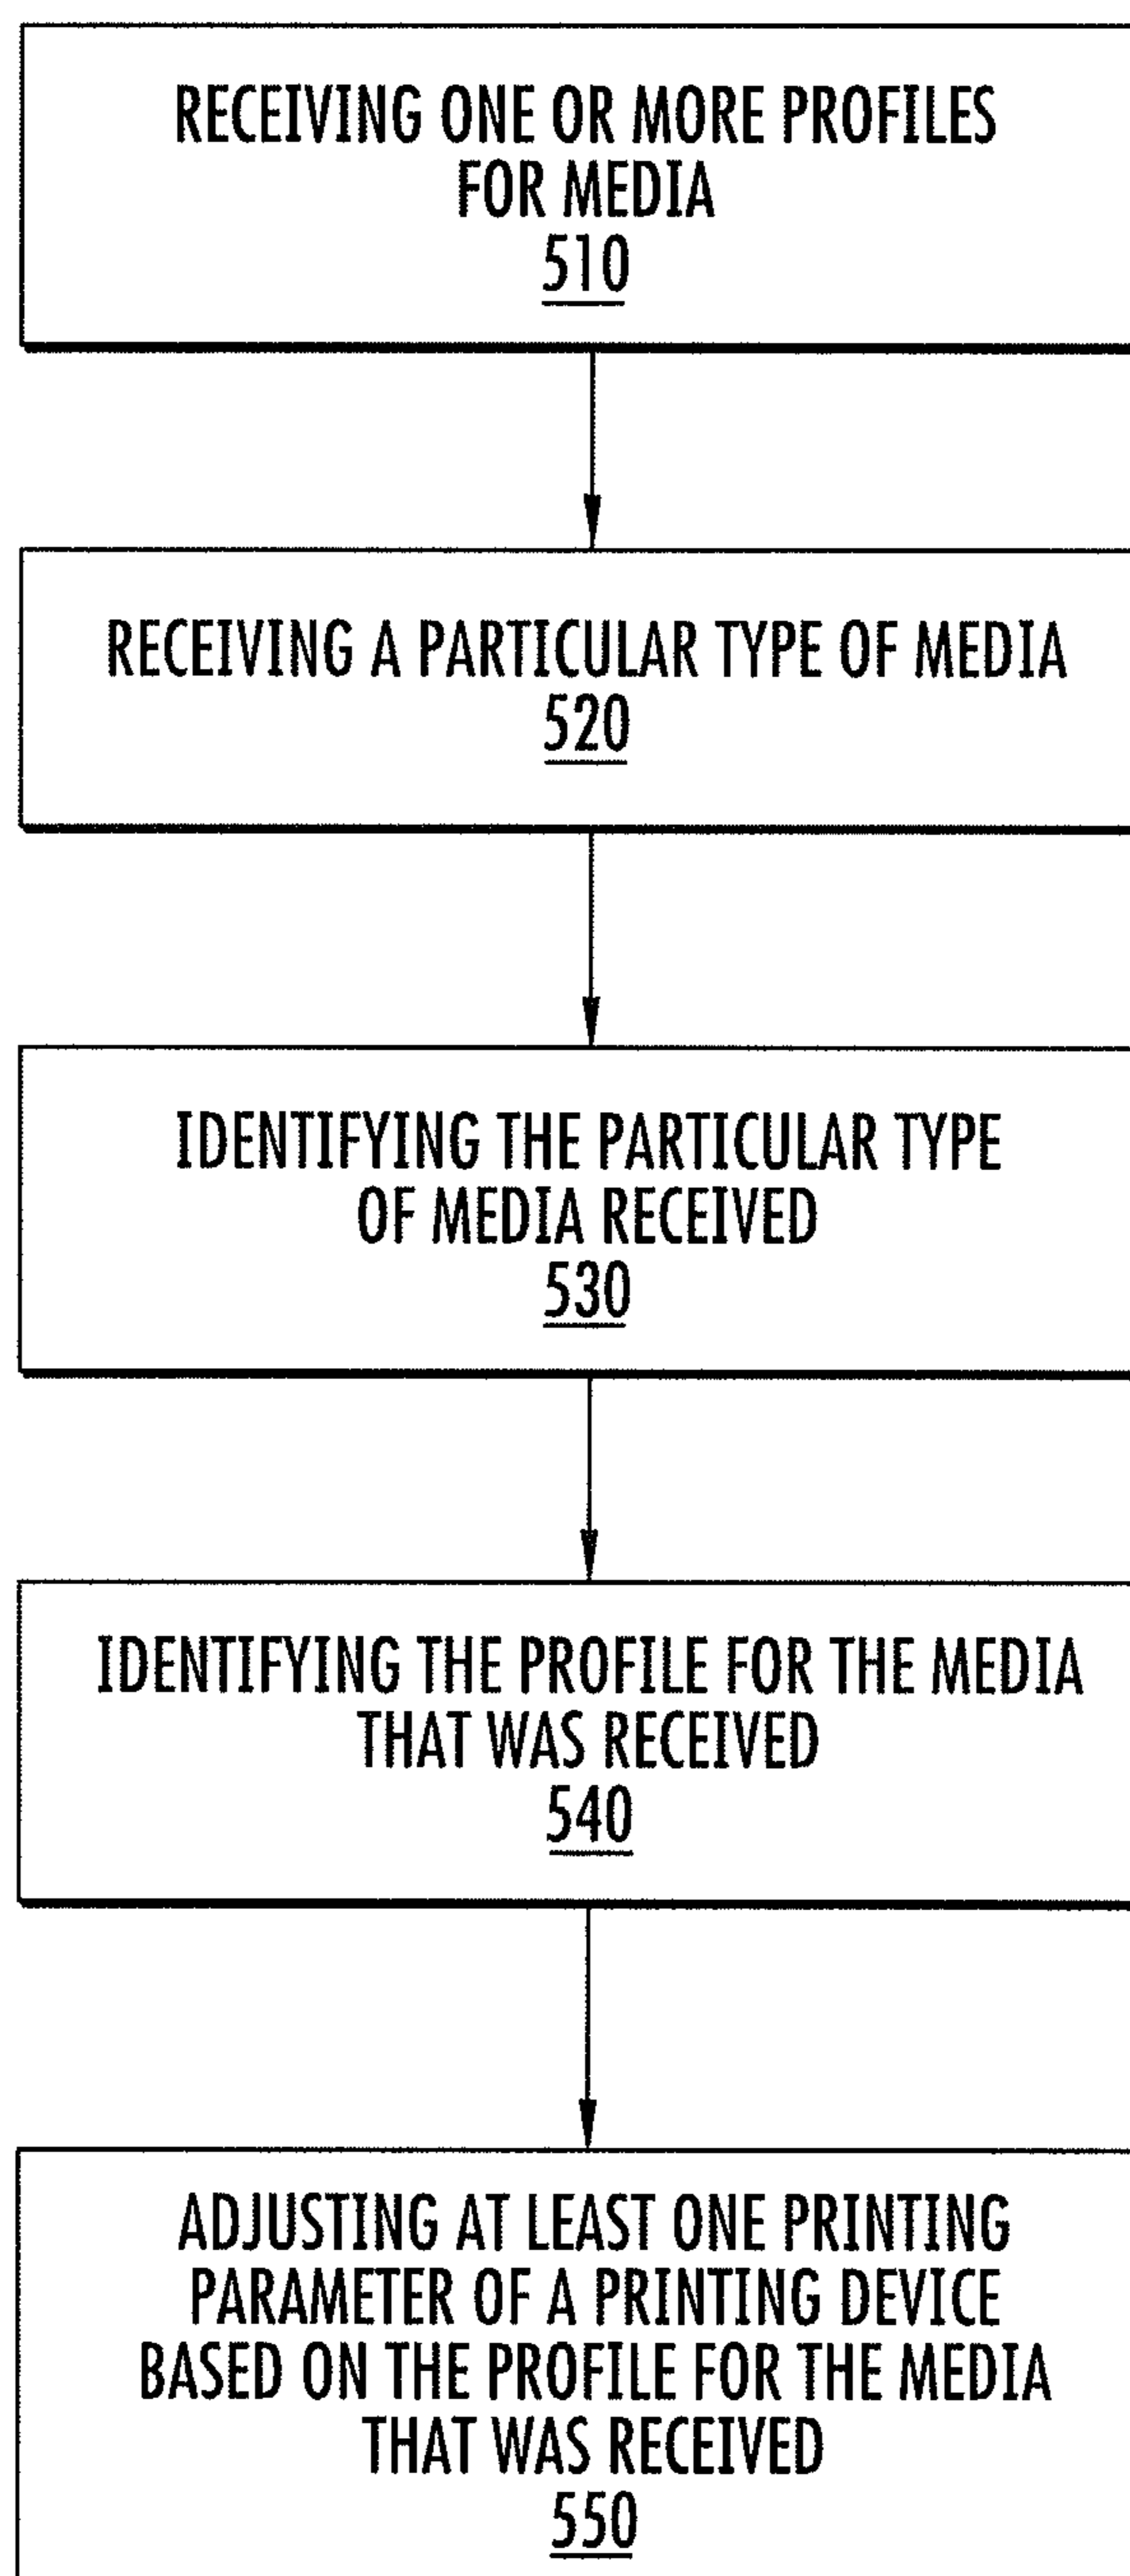 RECEIVING ONE OR MORE PROFILES
FOR MEDIA
510
RECEIVING A PARTICULAR TYPE OF MEDIA
520
IDENTIFYING THE PARTICULAR TYPE
OF MEDIA RECEIVED
530
IDENTIFYING THE PROFILE FOR THE MEDIA
THAT WAS RECEIVED
540
ADJUSTING AT LEAST ONE PRINTING
PARAMETER OF A PRINTING DEVICE
BASED ON THE PROFILE FOR THE MEDIA
THAT WAS RECEIVED
550